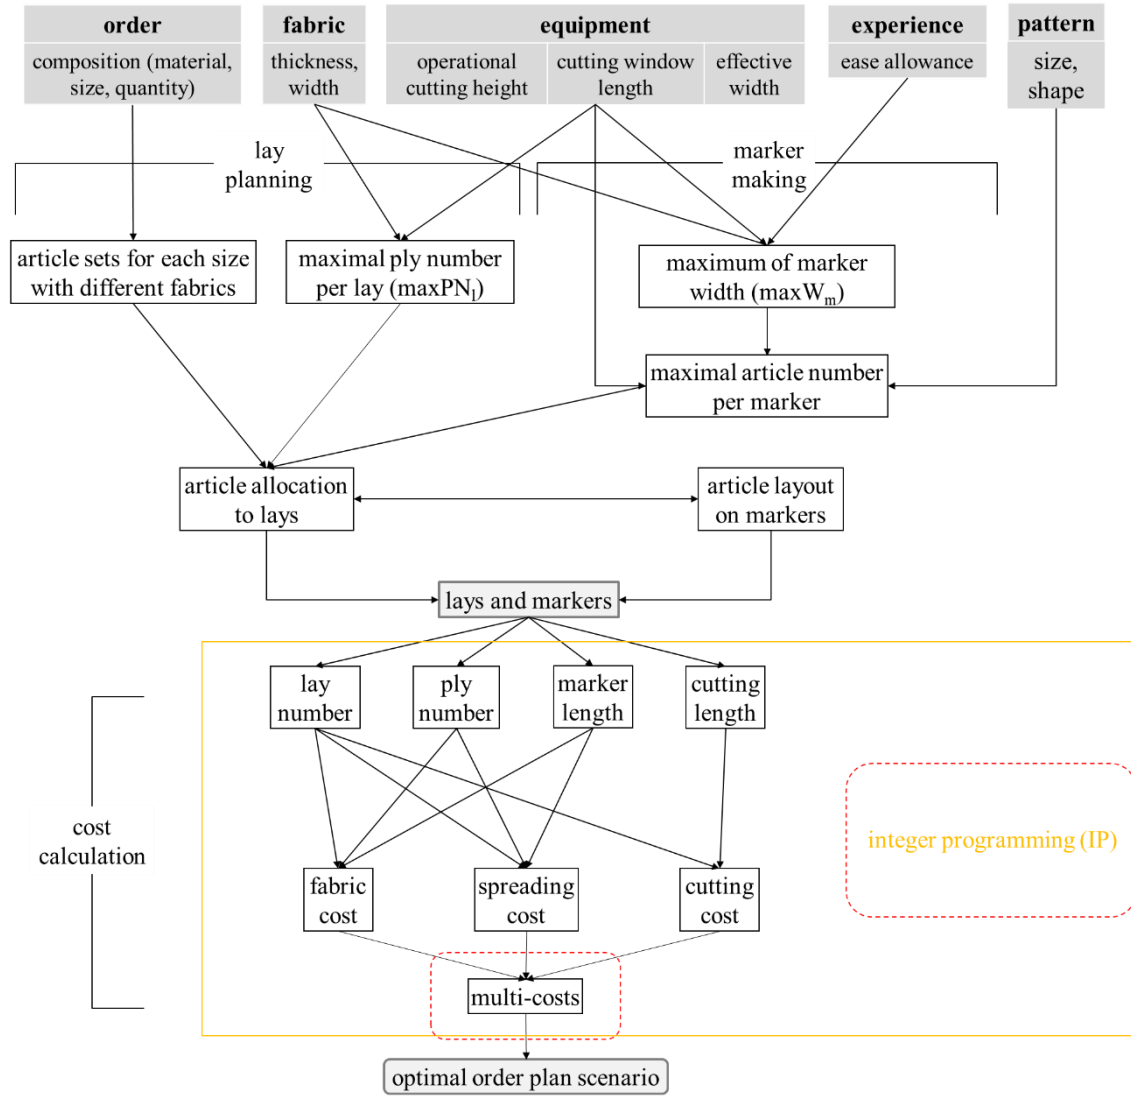 order
composition (material,
size, quantity)
fabric
thickness,
width
equipment
operational
cutting height
cutting window
length
effective
width
experience
ease allowance
pattern
size,
shape
lay
planning
marker
making
article sets for each size
with different fabrics
maximal ply number
per lay (maxPNₗ)
maximum of marker
width (maxWₘ)
maximal article number
per marker
article allocation
to lays
article layout
on markers
lays and markers
lay
number
ply
number
marker
length
cutting
length
cost
calculation
integer programming (IP)
fabric
cost
spreading
cost
cutting
cost
multi-costs
optimal order plan scenario